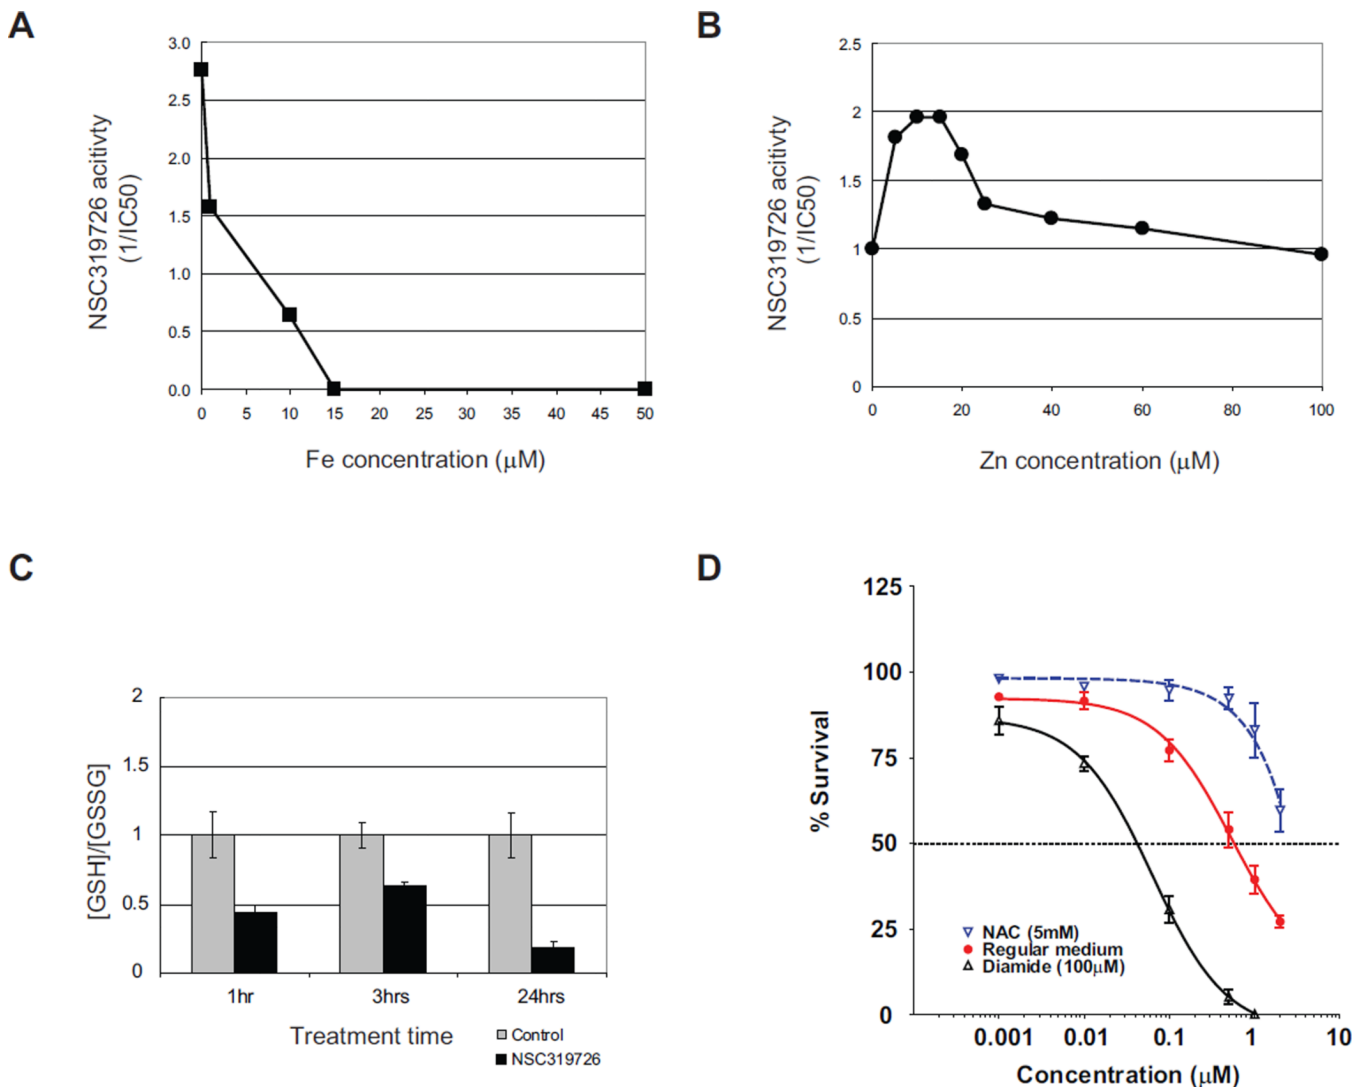 A
NSC319726 acitivty
(1/IC50)
3.0
2.5
2.0
1.5
1.0
0.5
0.0
0 5 10 15 20 25 30 35 40 45 50
Fe concentration (μM)
B
NSC319726 acitivty
(1/IC50)
2.5
2
1.5
1
0.5
0
0 20 40 60 80 100
Zn concentration (μM)
C
[GSH]/[GSSG]
2
1.5
1
0.5
0
1hr 3hrs 24hrs
Treatment time
Control
NSC319726
D
% Survival
125
100
75
50
25
0
NAC (5mM)
Regular medium
Diamide (100μM)
0.001 0.01 0.1 1 10
Concentration (μM)